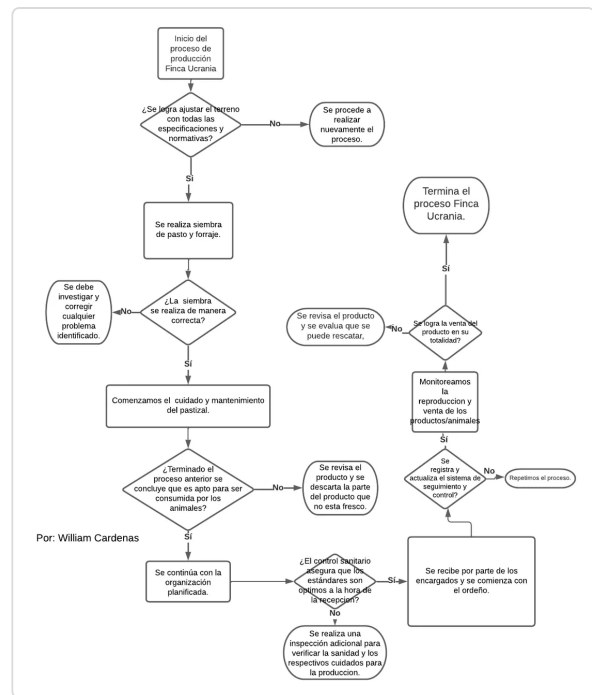 Inicio del
proceso de
producción
Finca Ucrania
¿Se logra ajustar el terreno
con todas las
especificaciones y
normativas?
No
Se procede a
realizar
nuevamente el
proceso.
Sí
Se realiza siembra
de pasto y forraje.
¿La siembra
se realiza de manera
correcta?
No
Se debe
investigar y
corregir
cualquier
problema
identificado.
Sí
Comenzamos el cuidado y mantenimiento
del pastizal.
¿Terminado el
proceso anterior se
concluye que es apto para ser
consumida por los
animales?
No
Se revisa el
producto y se
descarta la parte
del producto que
no esta fresco.
Sí
Por: William Cardenas
Se continúa con la
organización
planificada.
¿El control sanitario
asegura que los
estándares son
optimos a la hora de
la recepcion?
No
Se realiza una
inspección adicional para
verificar la sanidad y los
respectivos cuidados para
la produccion.
Sí
Se recibe por parte de los
encargados y se comienza con
el ordeño.
Se
registra y
actualiza el sistema de
seguimiento y
control?
No
Repetimos el proceso.
Sí
Monitoreamos
la
reproduccion y
venta de los
productos/animales
Se logra la venta del
producto en su
totalidad?
No
Se revisa el producto
y se evalua que se
puede rescatar,
Sí
Termina el
proceso Finca
Ucrania.